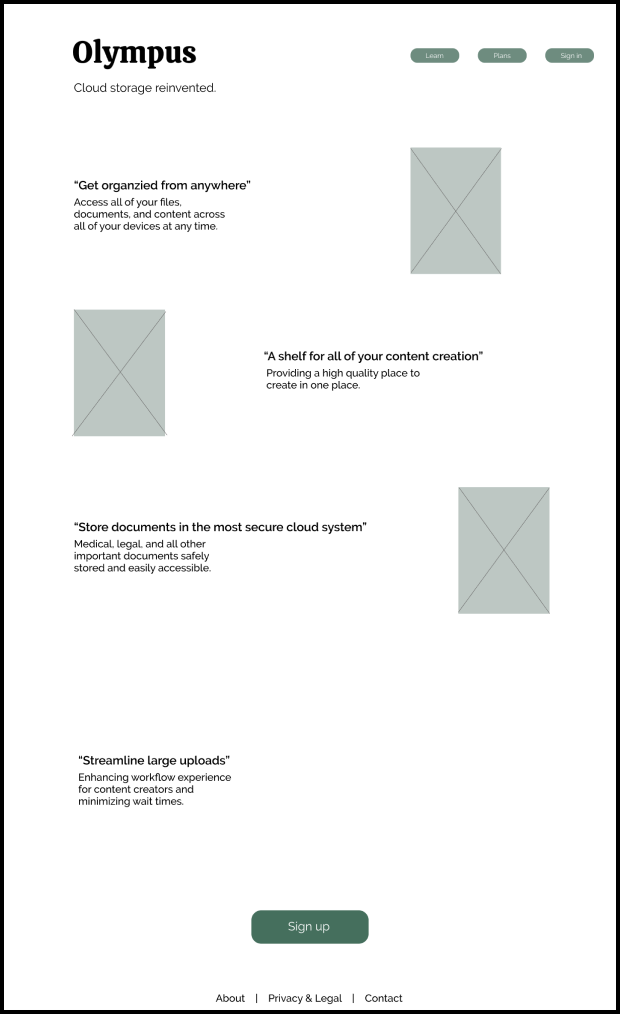 Olympus
Learn
Plans
Sign in
Cloud storage reinvented.
“Get organzied from anywhere”
Access all of your files,
documents, and content across
all of your devices at any time.
“A shelf for all of your content creation”
Providing a high quality place to
create in one place.
“Store documents in the most secure cloud system”
Medical, legal, and all other
important documents safely
stored and easily accessible.
“Streamline large uploads”
Enhancing workflow experience
for content creators and
minimizing wait times.
Sign up
About | Privacy & Legal | Contact